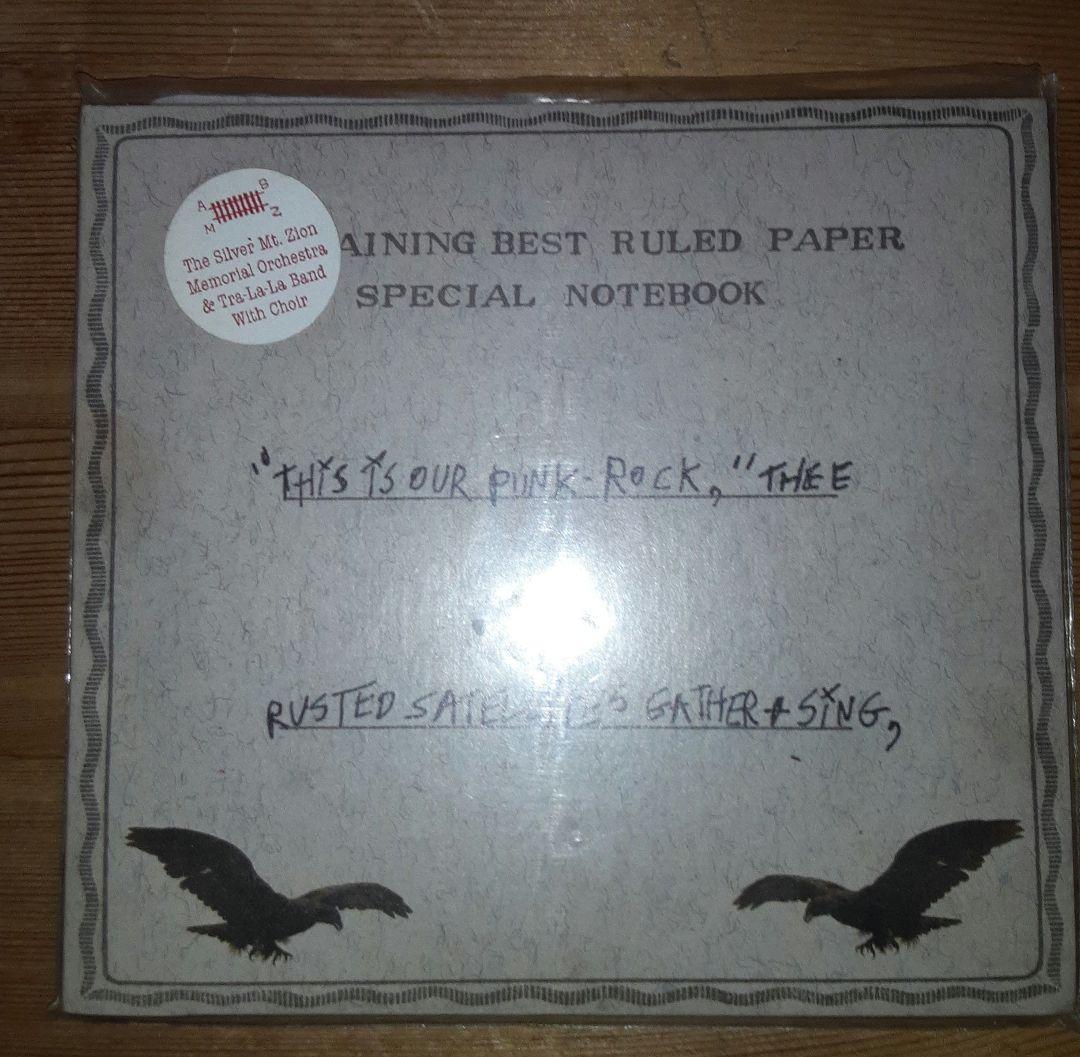 A
S
M
Z
The Silver Mt. Zion
Memorial Orchestra
& Tra-La-La Band
With Choir
AINING BEST RULED PAPER
SPECIAL NOTEBOOK
"THIS IS OUR PUNK-ROCK," THEE
RUSTED SATELLITES GATHER + SING,